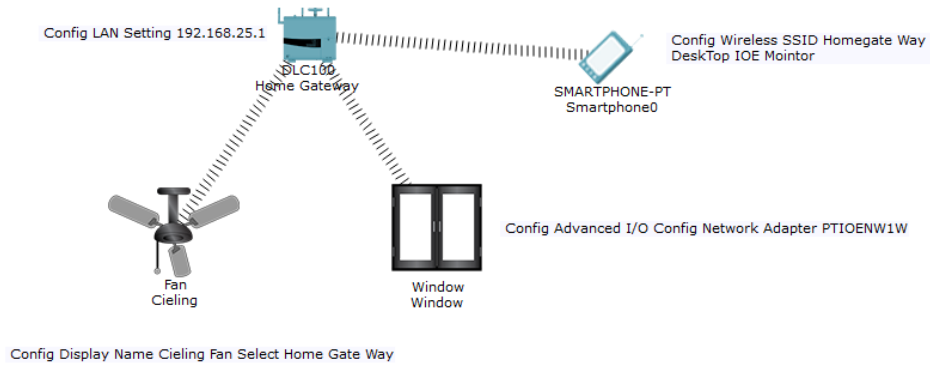 Config LAN Setting 192.168.25.1
DLC100
Home Gateway
Config Wireless SSID Homegate Way
DeskTop IOE Mointor
SMARTPHONE-PT
Smartphone0
Fan
Cieling
Window
Window
Config Advanced I/O Config Network Adapter PTIOENW1W
Config Display Name Cieling Fan Select Home Gate Way